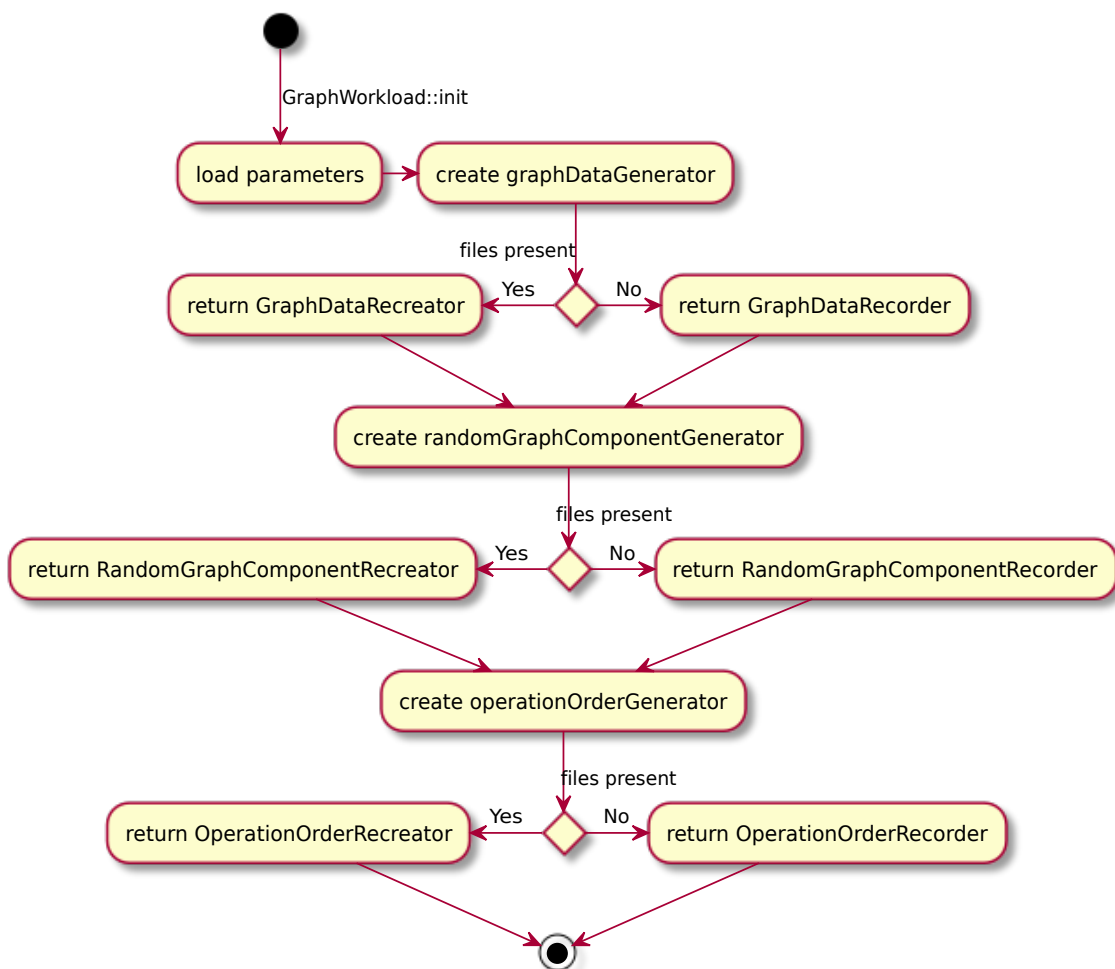 GraphWorkload::init
load parameters
create graphDataGenerator
files present
Yes
No
return GraphDataRecreator
return GraphDataRecorder
create randomGraphComponentGenerator
files present
Yes
No
return RandomGraphComponentRecreator
return RandomGraphComponentRecorder
create operationOrderGenerator
files present
Yes
No
return OperationOrderRecreator
return OperationOrderRecorder